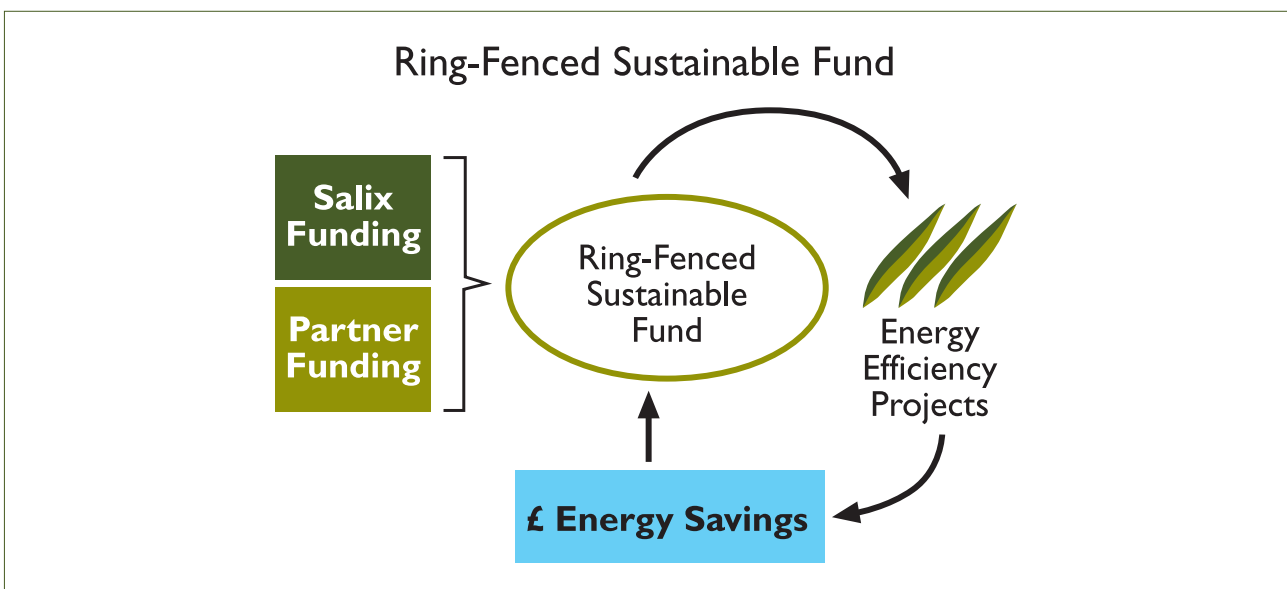 Ring-Fenced Sustainable Fund
Salix
Funding
Partner
Funding
Ring-Fenced
Sustainable
Fund
Energy
Efficiency
Projects
£ Energy Savings